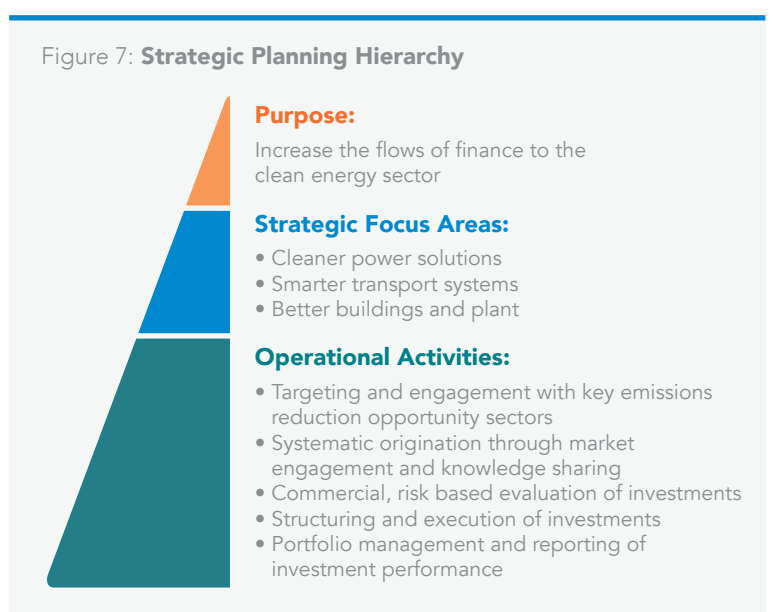 Figure 7: Strategic Planning Hierarchy
Purpose:
Increase the flows of finance to the
clean energy sector
Strategic Focus Areas:
• Cleaner power solutions
• Smarter transport systems
• Better buildings and plant
Operational Activities:
• Targeting and engagement with key emissions
reduction opportunity sectors
• Systematic origination through market
engagement and knowledge sharing
• Commercial, risk based evaluation of investments
• Structuring and execution of investments
• Portfolio management and reporting of
investment performance